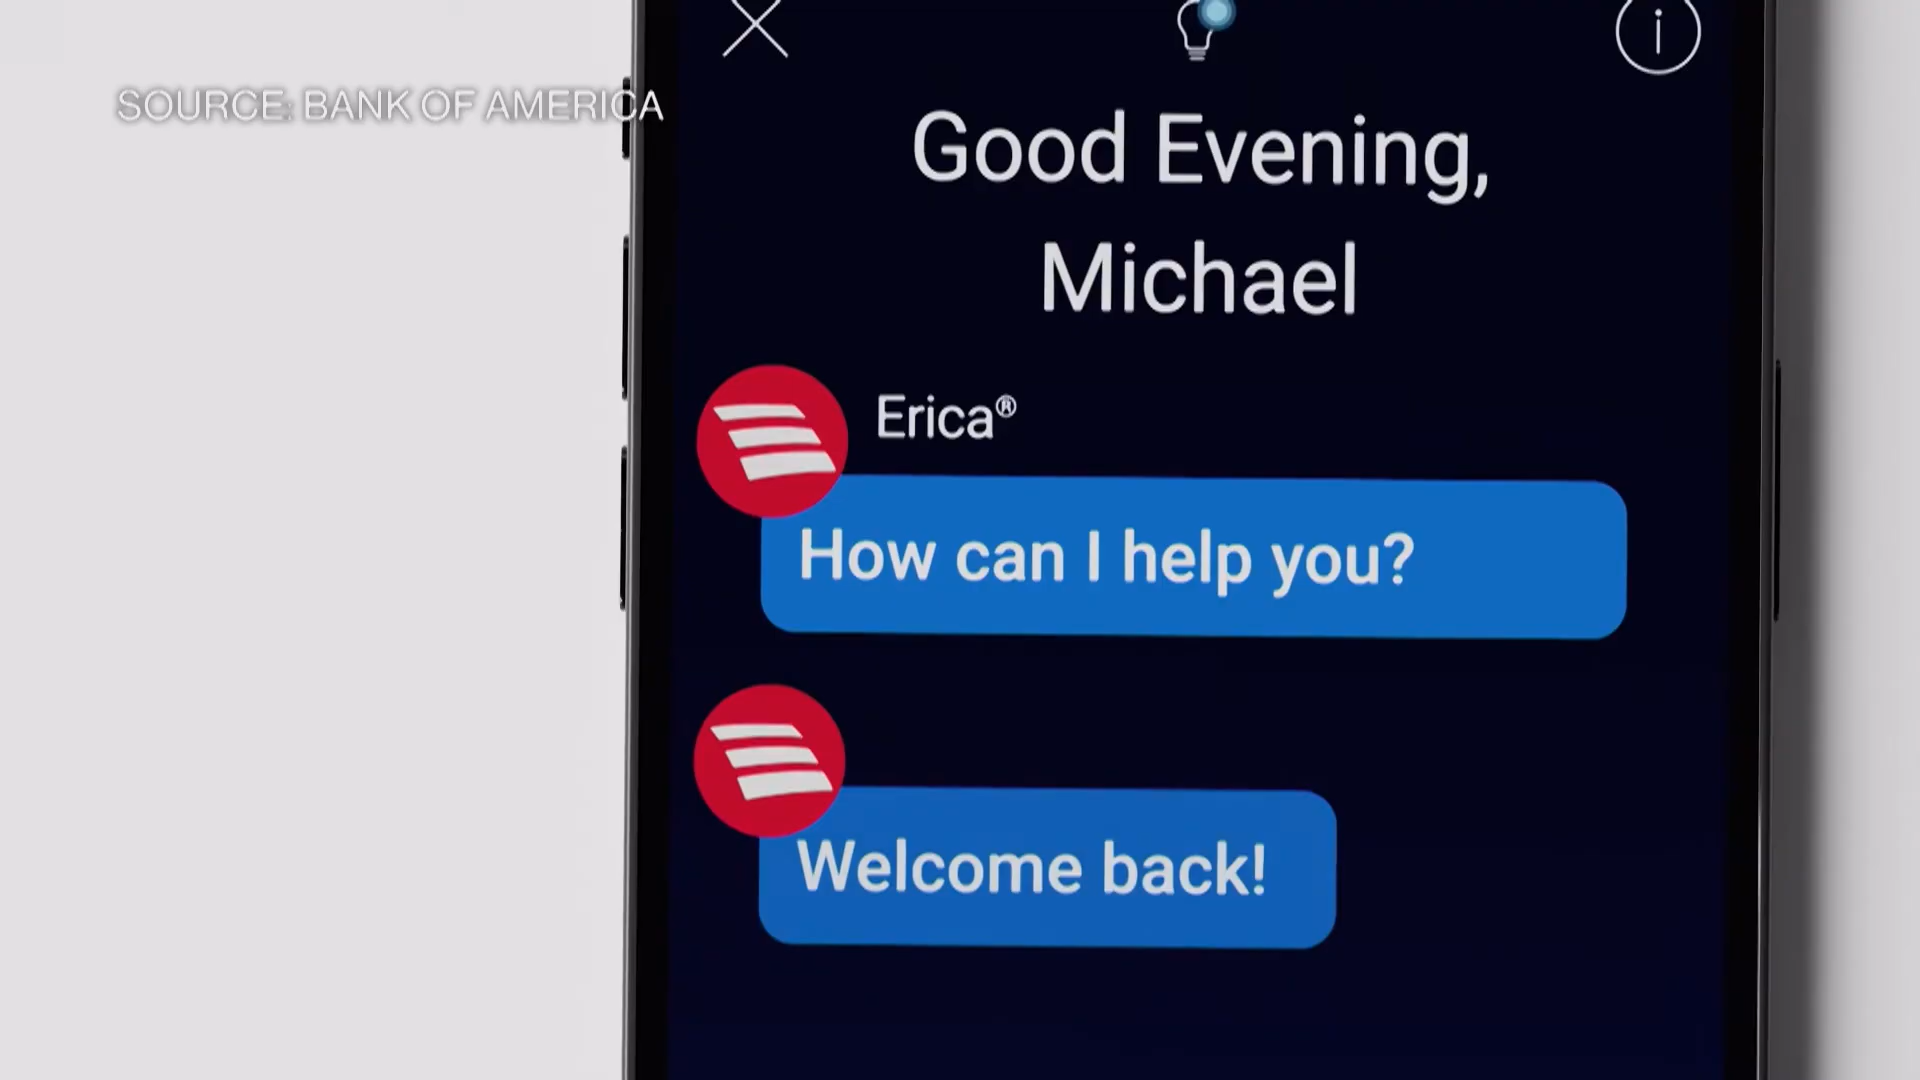 SOURCE: BANK OF AMERICA
Good Evening,
Michael
Erica®
How can I help you?
Welcome back!